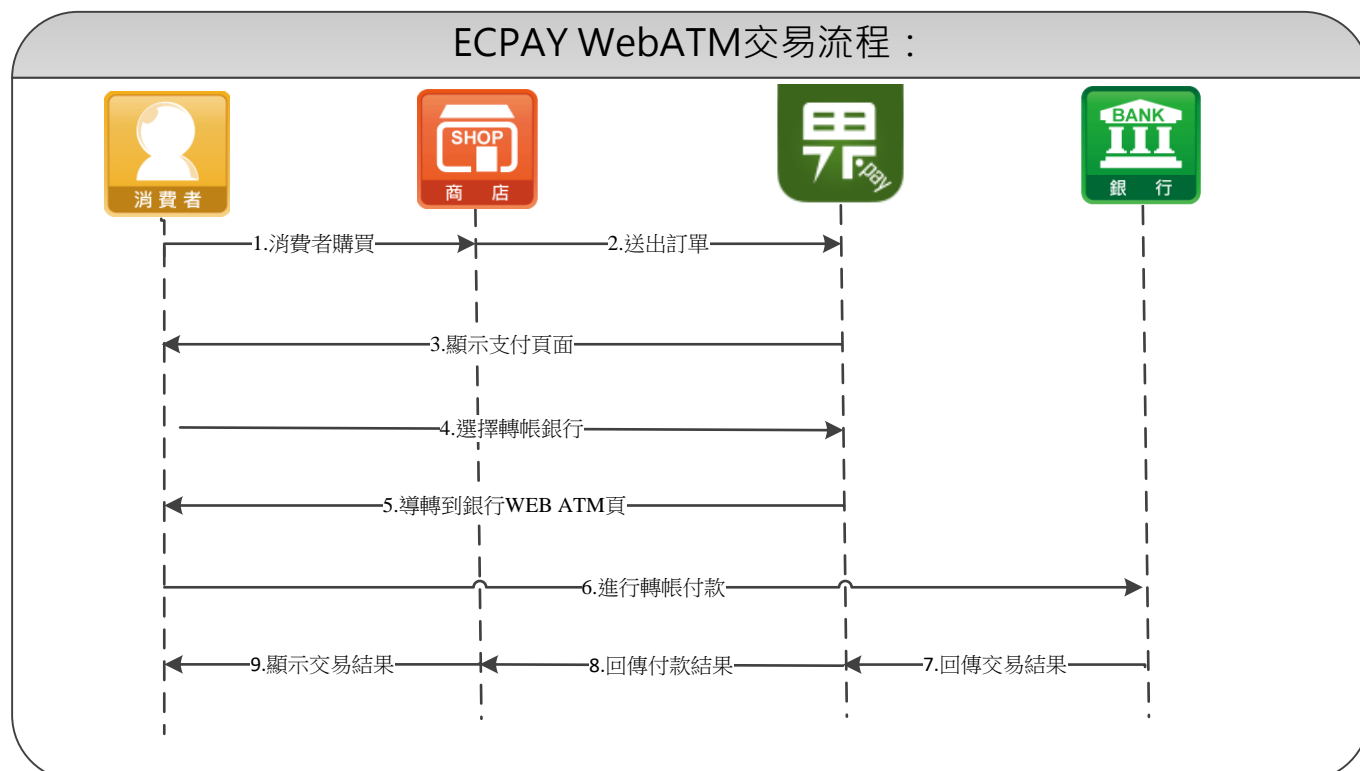 ECPAY WebATM交易流程：
消費者
SHOP
商店
.pay
BANK
銀行
1.消費者購買
2.送出訂單
3.顯示支付頁面
4.選擇轉帳銀行
5.導轉到銀行WEB ATM頁
6.進行轉帳付款
9.顯示交易結果
8.回傳付款結果
7.回傳交易結果